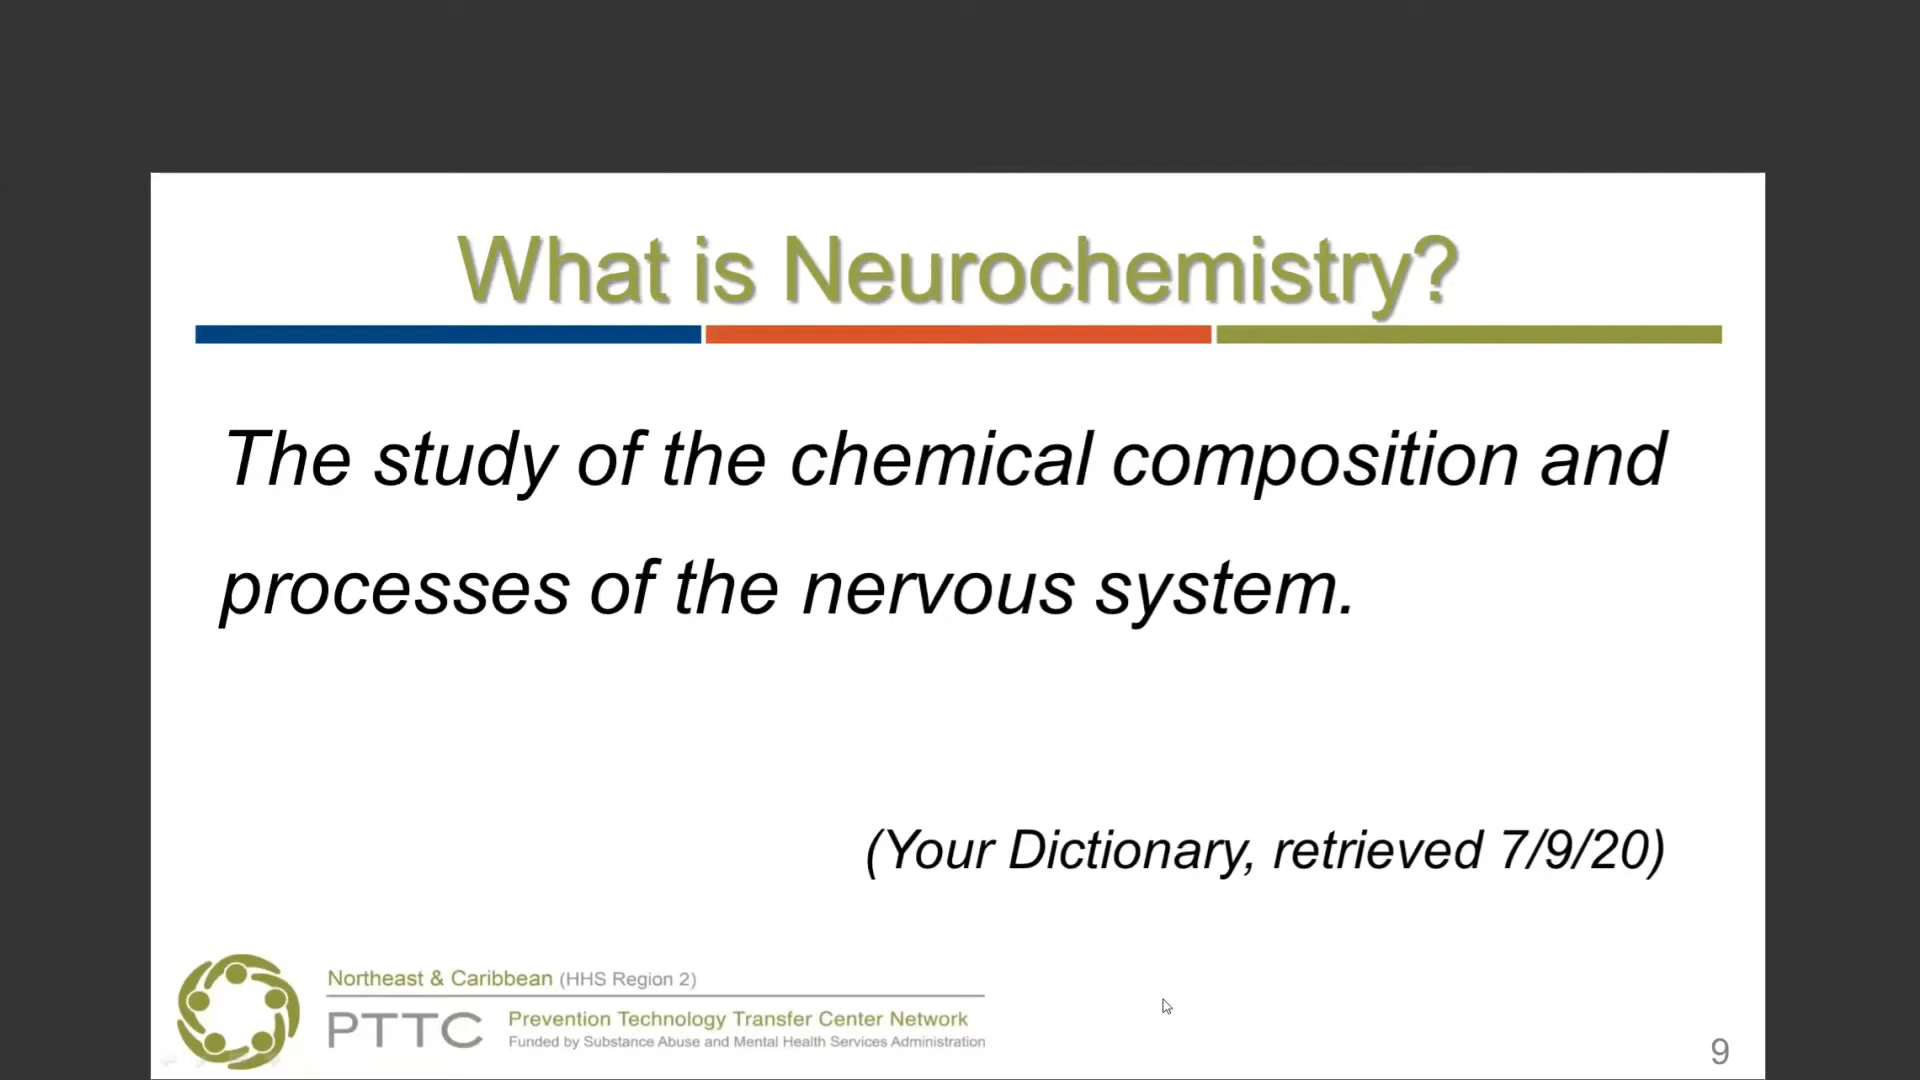 What is Neurochemistry?
The study of the chemical composition and
processes of the nervous system.
(Your Dictionary, retrieved 7/9/20)
Northeast & Caribbean (HHS Region 2)
PTTC
Prevention Technology Transfer Center Network
Funded by Substance Abuse and Mental Health Services Administration
9